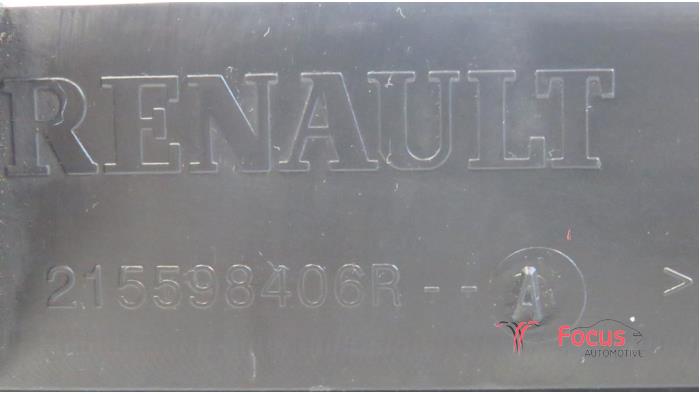 RENAULT
215598406R -- A >
Focus
AUTOMOTIVE